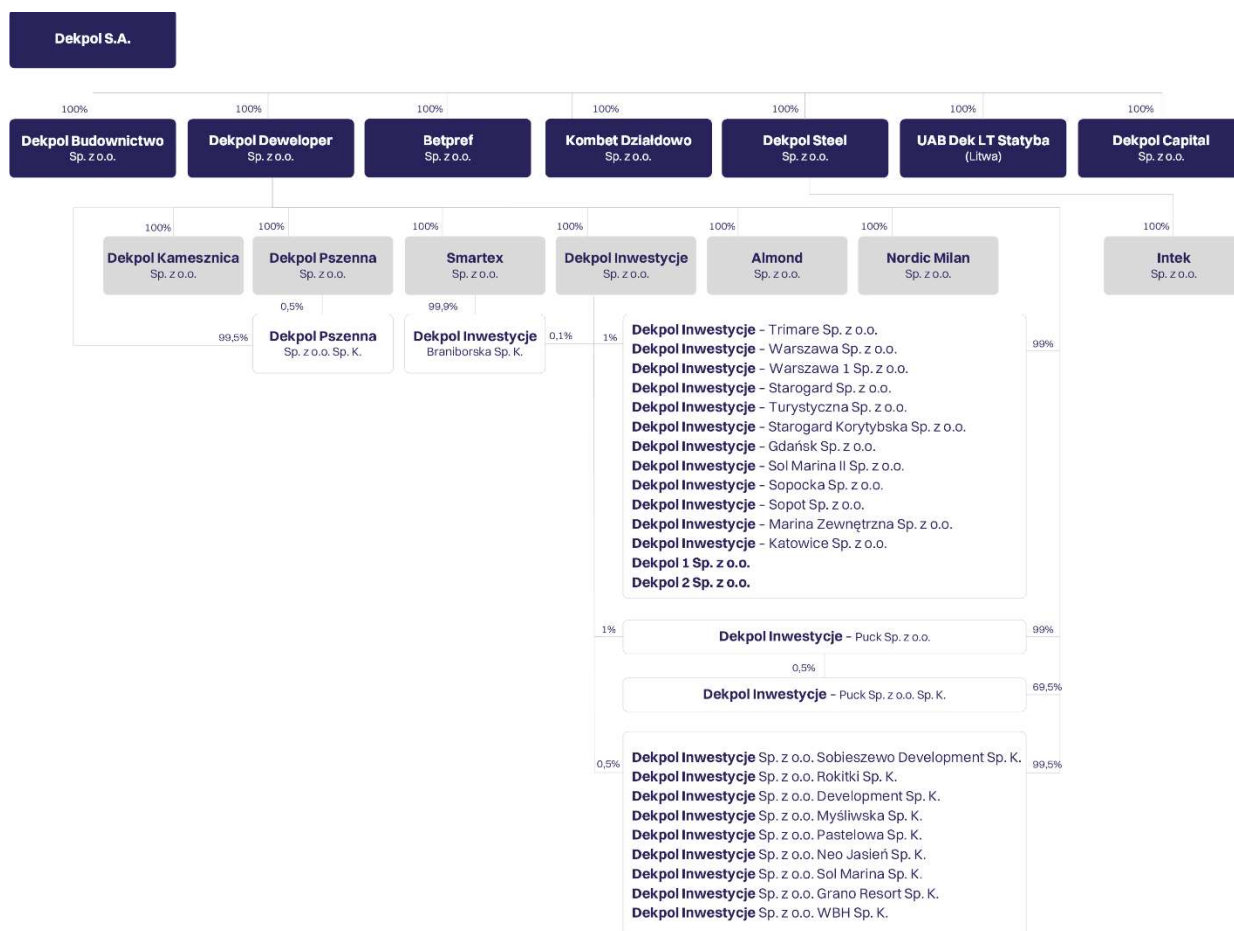 Dekpol S.A.
100%
100%
100%
100%
100%
100%
100%
Dekpol Budownictwo
Sp. z o.o.
Dekpol Deweloper
Sp. z o.o.
Betpref
Sp. z o.o.
Kombet Działdowo
Sp. z o.o.
Dekpol Steel
Sp. z o.o.
UAB Dek LT Statyba
(Litwa)
Dekpol Capital
Sp. z o.o.
100%
100%
100%
100%
100%
100%
100%
Dekpol Kamesznica
Sp. z o.o.
Dekpol Pszenna
Sp. z o.o.
Smartex
Sp. z o.o.
Dekpol Inwestycje
Sp. z o.o.
Almond
Sp. z o.o.
Nordic Milan
Sp. z o.o.
Intek
Sp. z o.o.
0,5%
99,9%
99,5%
Dekpol Pszenna
Sp. z o.o. Sp. K.
Dekpol Inwestycje
Braniborska Sp. K.
0,1%
1%
99%
Dekpol Inwestycje – Trimare Sp. z o.o.
Dekpol Inwestycje – Warszawa Sp. z o.o.
Dekpol Inwestycje – Warszawa 1 Sp. z o.o.
Dekpol Inwestycje – Starogard Sp. z o.o.
Dekpol Inwestycje – Turystyczna Sp. z o.o.
Dekpol Inwestycje – Starogard Korytybska Sp. z o.o.
Dekpol Inwestycje – Gdańsk Sp. z o.o.
Dekpol Inwestycje – Sol Marina II Sp. z o.o.
Dekpol Inwestycje – Sopocka Sp. z o.o.
Dekpol Inwestycje – Sopot Sp. z o.o.
Dekpol Inwestycje – Marina Zewnętrzna Sp. z o.o.
Dekpol Inwestycje – Katowice Sp. z o.o.
Dekpol 1 Sp. z o.o.
Dekpol 2 Sp. z o.o.
1%
Dekpol Inwestycje – Puck Sp. z o.o.
99%
0,5%
Dekpol Inwestycje – Puck Sp. z o.o. Sp. K.
69,5%
0,5%
99,5%
Dekpol Inwestycje Sp. z o.o. Sobieszewo Development Sp. K.
Dekpol Inwestycje Sp. z o.o. Rokitki Sp. K.
Dekpol Inwestycje Sp. z o.o. Development Sp. K.
Dekpol Inwestycje Sp. z o.o. Myśliwska Sp. K.
Dekpol Inwestycje Sp. z o.o. Pastelowa Sp. K.
Dekpol Inwestycje Sp. z o.o. Neo Jasień Sp. K.
Dekpol Inwestycje Sp. z o.o. Sol Marina Sp. K.
Dekpol Inwestycje Sp. z o.o. Grano Resort Sp. K.
Dekpol Inwestycje Sp. z o.o. WBH Sp. K.